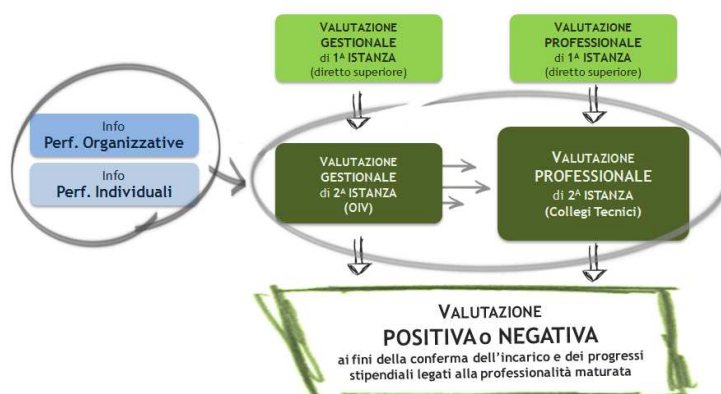 VALUTAZIONE
GESTIONALE
di 1ᴬ ISTANZA
(diretto superiore)
VALUTAZIONE
PROFESSIONALE
di 1ᴬ ISTANZA
(diretto superiore)
Info
Perf. Organizzative
Info
Perf. Individuali
VALUTAZIONE
GESTIONALE
di 2ᴬ ISTANZA
(OIV)
VALUTAZIONE
PROFESSIONALE
di 2ᴬ ISTANZA
(Collegi Tecnici)
VALUTAZIONE
POSITIVA o NEGATIVA
ai fini della conferma dell'incarico e dei progressi
stipendiali legati alla professionalità maturata